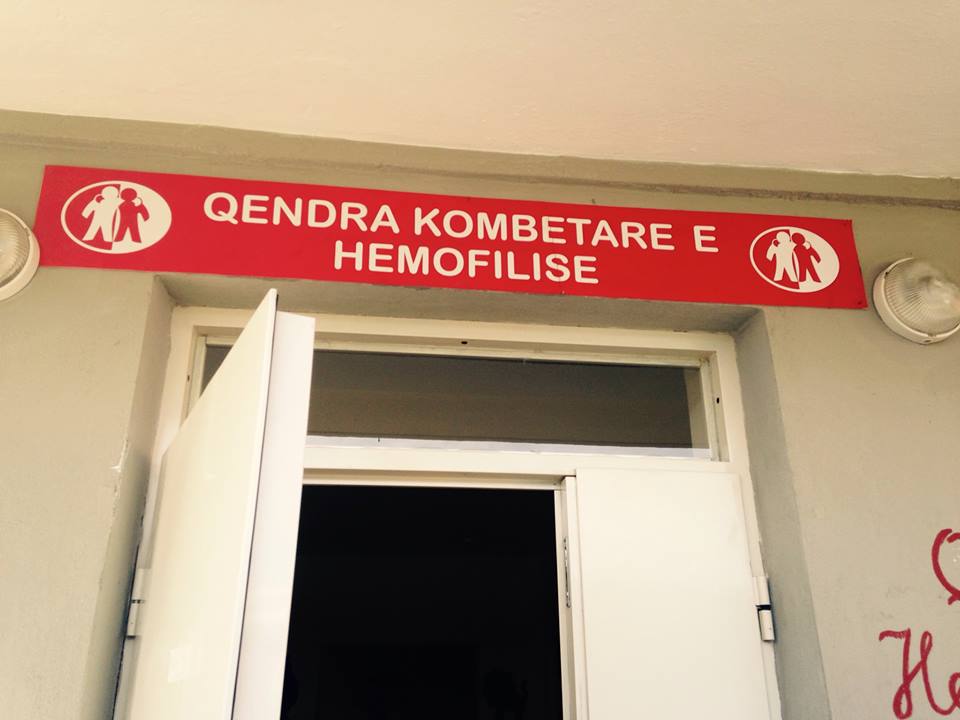 QENDRA KOMBETARE E
HEMOFILISE